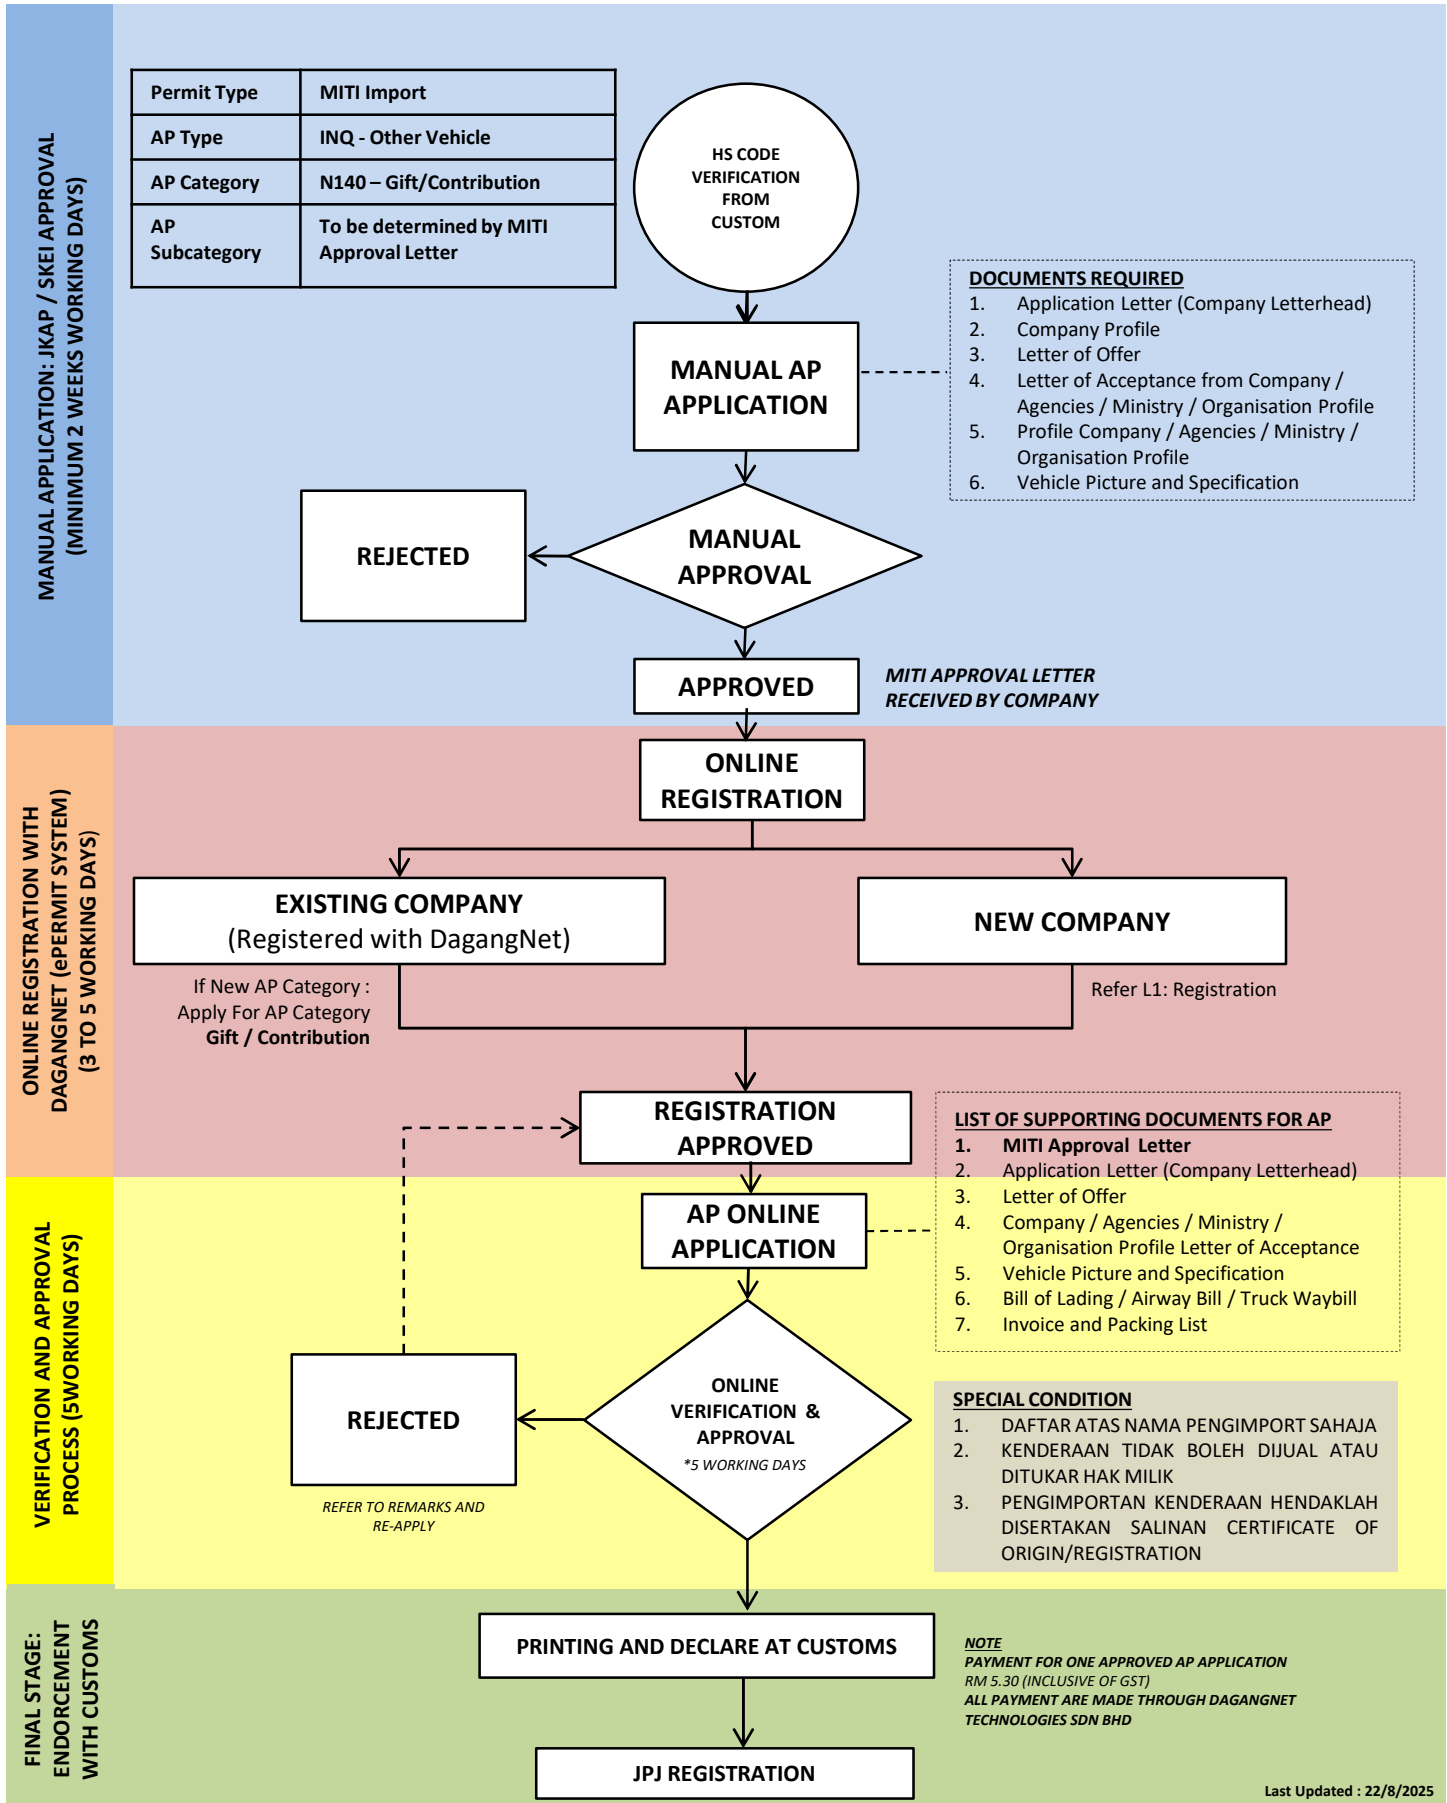 MANUAL APPLICATION: JKAP / SKEI APPROVAL
(MINIMUM 2 WEEKS WORKING DAYS)
Permit Type MITI Import
AP Type INQ - Other Vehicle
AP Category N140 – Gift/Contribution
AP
Subcategory
To be determined by MITI
Approval Letter
HS CODE
VERIFICATION
FROM
CUSTOM
MANUAL AP
APPLICATION
DOCUMENTS REQUIRED
1. Application Letter (Company Letterhead)
2. Company Profile
3. Letter of Offer
4. Letter of Acceptance from Company /
Agencies / Ministry / Organisation Profile
5. Profile Company / Agencies / Ministry /
Organisation Profile
6. Vehicle Picture and Specification
MANUAL
APPROVAL
REJECTED
APPROVED
MITI APPROVAL LETTER
RECEIVED BY COMPANY
ONLINE REGISTRATION WITH
DAGANGNET (ePERMIT SYSTEM)
(3 TO 5 WORKING DAYS)
ONLINE
REGISTRATION
EXISTING COMPANY
(Registered with DagangNet)
NEW COMPANY
If New AP Category :
Apply For AP Category
Gift / Contribution
Refer L1: Registration
REGISTRATION
APPROVED
LIST OF SUPPORTING DOCUMENTS FOR AP
1. MITI Approval Letter
2. Application Letter (Company Letterhead)
3. Letter of Offer
4. Company / Agencies / Ministry /
Organisation Profile Letter of Acceptance
5. Vehicle Picture and Specification
6. Bill of Lading / Airway Bill / Truck Waybill
7. Invoice and Packing List
VERIFICATION AND APPROVAL
PROCESS (5WORKING DAYS)
AP ONLINE
APPLICATION
ONLINE
VERIFICATION &
APPROVAL
*5 WORKING DAYS
REJECTED
REFER TO REMARKS AND
RE-APPLY
SPECIAL CONDITION
1. DAFTAR ATAS NAMA PENGIMPORT SAHAJA
2. KENDERAAN TIDAK BOLEH DIJUAL ATAU
DITUKAR HAK MILIK
3. PENGIMPORTAN KENDERAAN HENDAKLAH
DISERTAKAN SALINAN CERTIFICATE OF
ORIGIN/REGISTRATION
FINAL STAGE:
ENDORCEMENT
WITH CUSTOMS
PRINTING AND DECLARE AT CUSTOMS
NOTE
PAYMENT FOR ONE APPROVED AP APPLICATION
RM 5.30 (INCLUSIVE OF GST)
ALL PAYMENT ARE MADE THROUGH DAGANGNET
TECHNOLOGIES SDN BHD
JPJ REGISTRATION
Last Updated : 22/8/2025